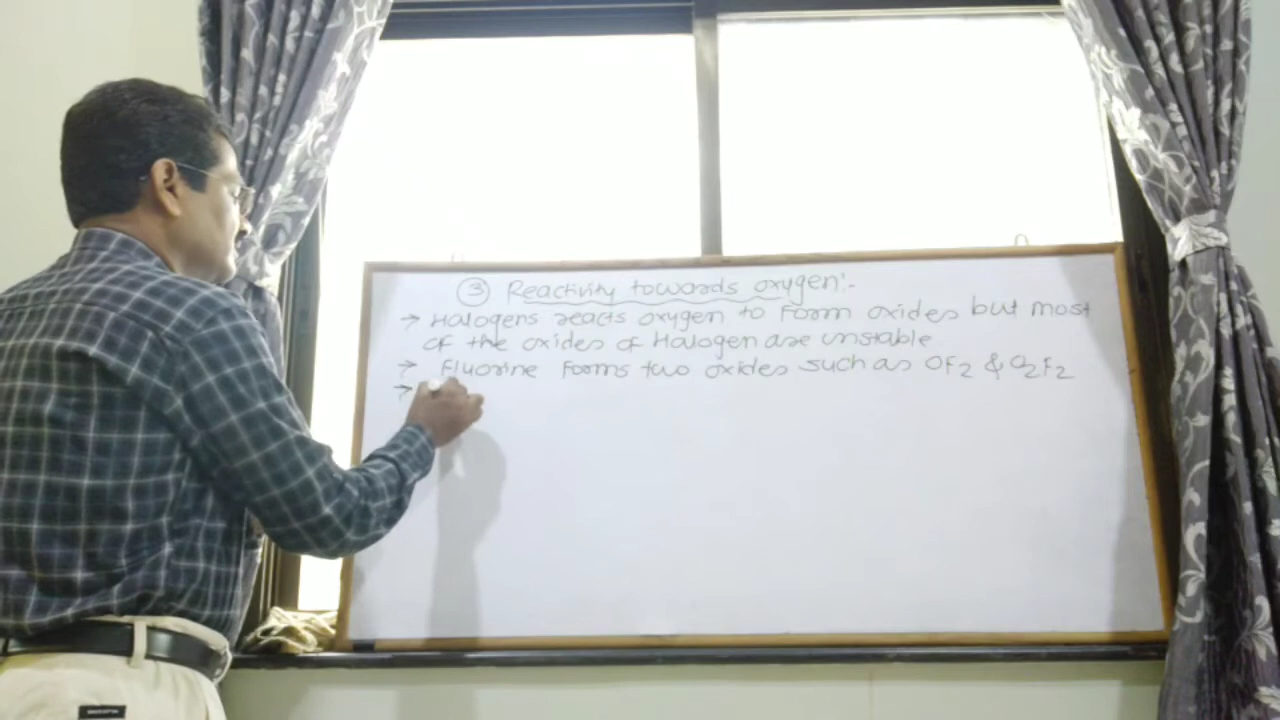 ③ Reactivity towards oxygen:-
→ Halogens reacts oxygen to form oxides but most
of the oxides of Halogen are unstable
→ Fluorine forms two oxides such as OF₂ & O₂F₂
→